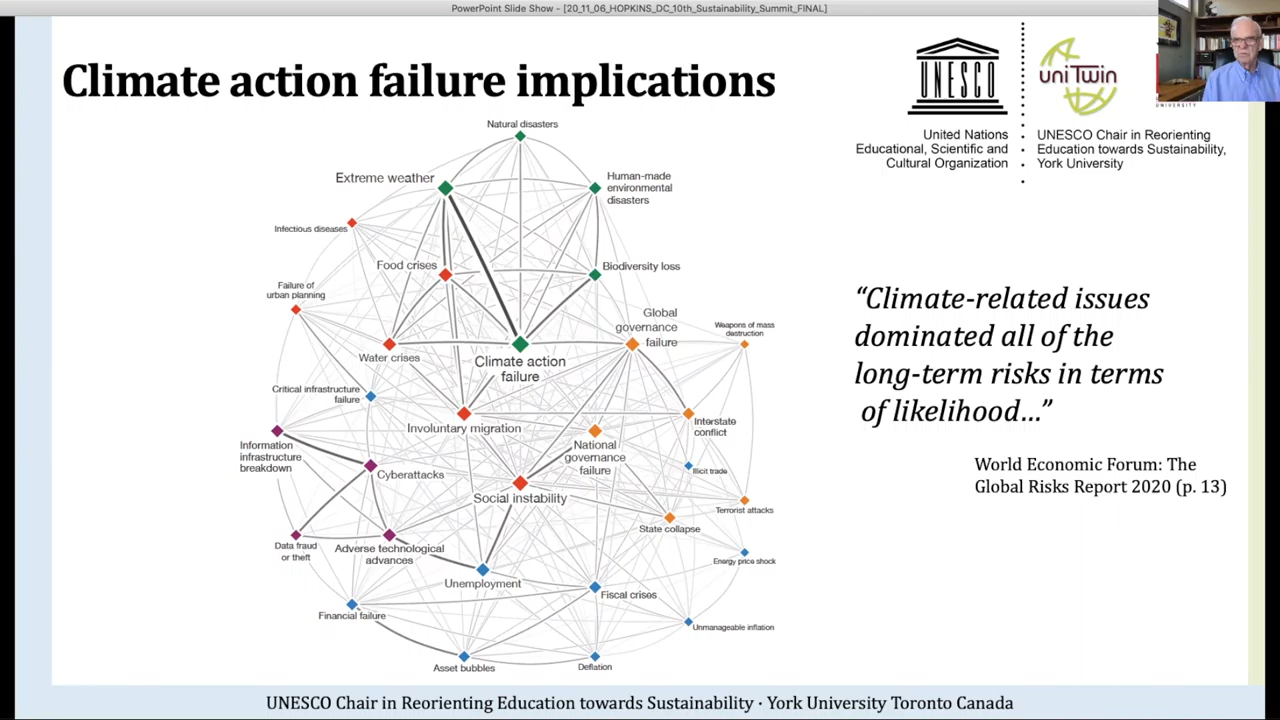 PowerPoint Slide Show - [20_11_06_HOPKINS_DC_10th_Sustainability_Summit_FINAL]
Climate action failure implications
UNESCO
uniTwin
UNIVERSITY
United Nations
Educational, Scientific and
Cultural Organization
UNESCO Chair in Reorienting
Education towards Sustainability,
York University
Natural disasters
Extreme weather
Human-made
environmental
disasters
Infectious diseases
Food crises
Biodiversity loss
Failure of
urban planning
Global
governance
failure
Weapons of mass
destruction
Water crises
Climate action
failure
Critical infrastructure
failure
Involuntary migration
Interstate
conflict
Information
infrastructure
breakdown
Cyberattacks
National
governance
failure
Illicit trade
Social instability
Terrorist attacks
State collapse
Data fraud
or theft
Adverse technological
advances
Energy price shock
Unemployment
Fiscal crises
Financial failure
Unmanageable inflation
Asset bubbles
Deflation
“Climate-related issues
dominated all of the
long-term risks in terms
of likelihood…”
World Economic Forum: The
Global Risks Report 2020 (p. 13)
UNESCO Chair in Reorienting Education towards Sustainability · York University Toronto Canada